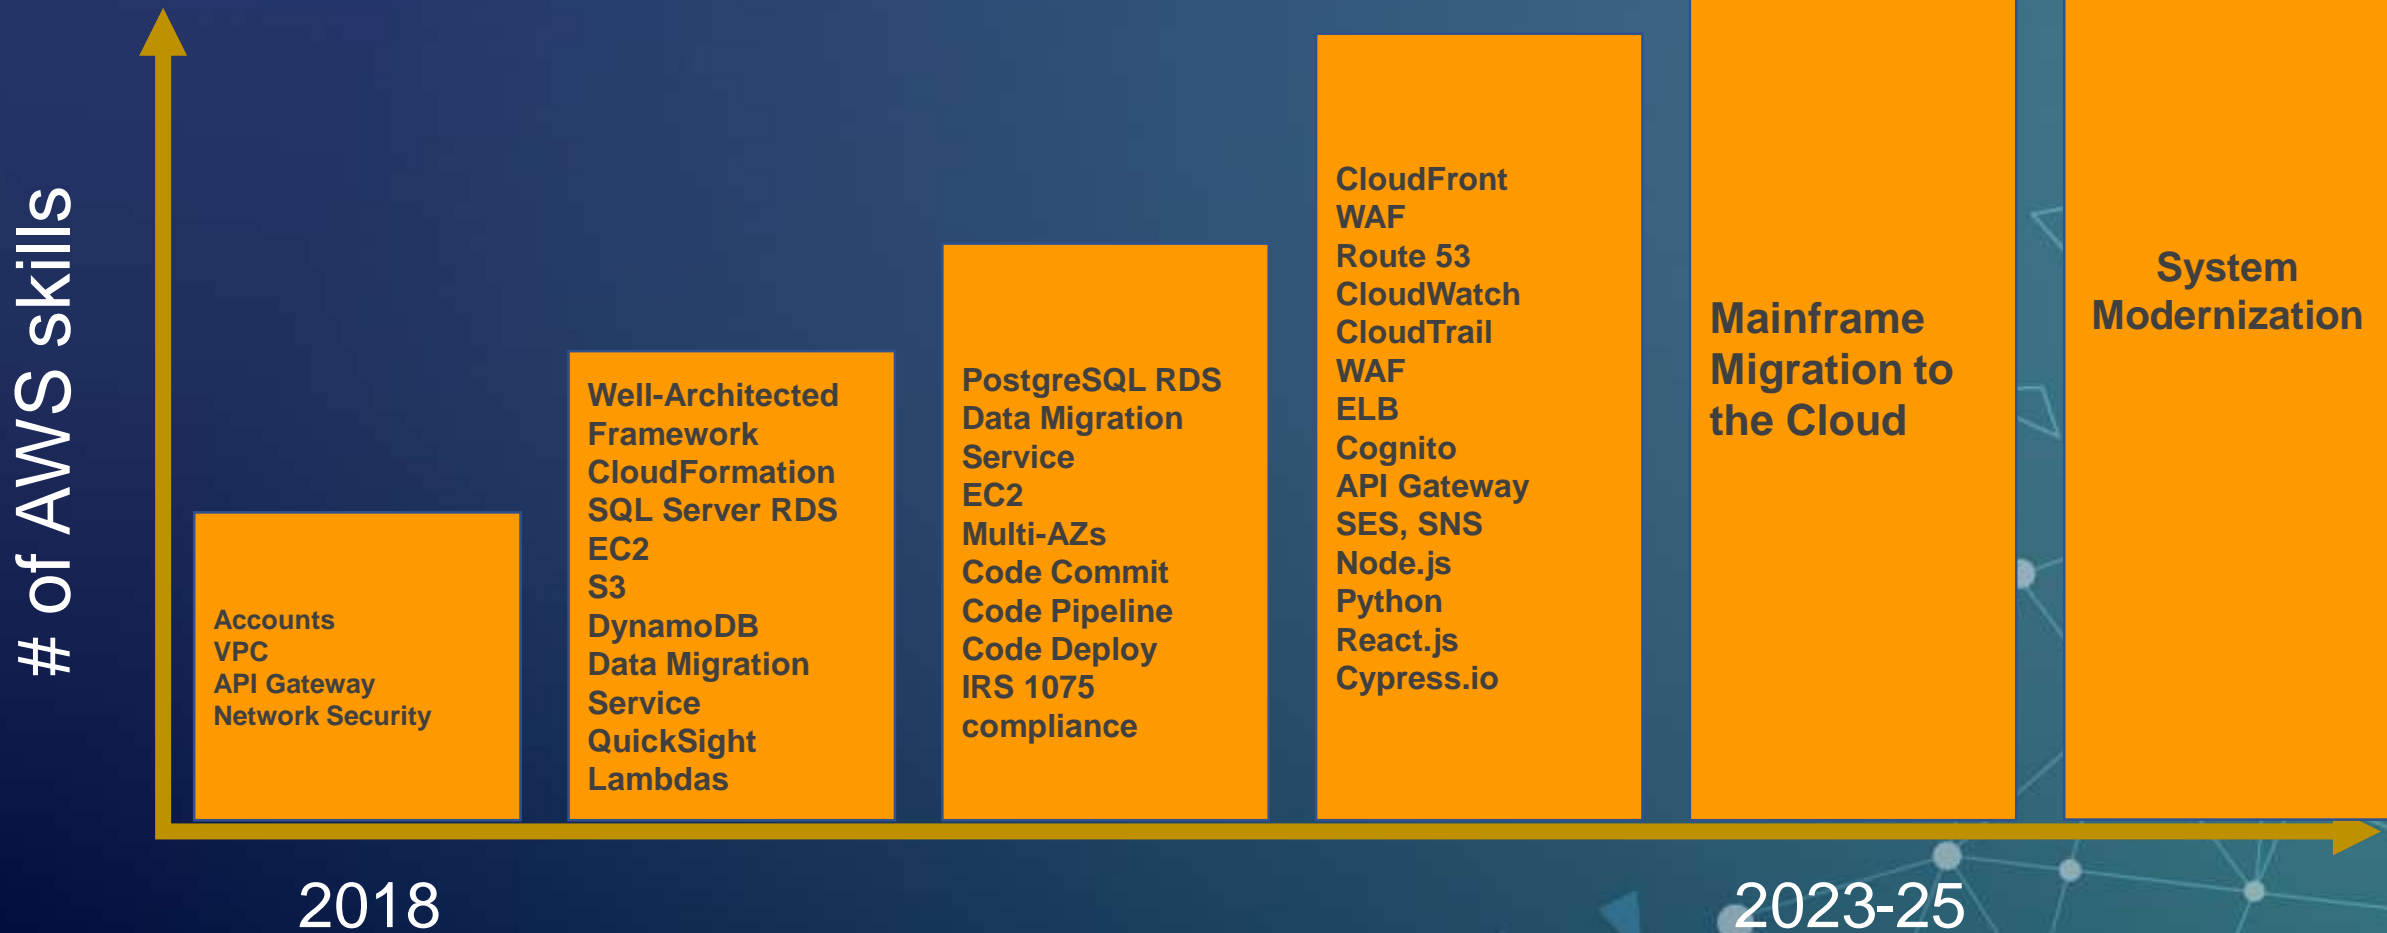 # of AWS skills
Accounts
VPC
API Gateway
Network Security
Well-Architected
Framework
CloudFormation
SQL Server RDS
EC2
S3
DynamoDB
Data Migration
Service
QuickSight
Lambdas
PostgreSQL RDS
Data Migration
Service
EC2
Multi-AZs
Code Commit
Code Pipeline
Code Deploy
IRS 1075
compliance
CloudFront
WAF
Route 53
CloudWatch
CloudTrail
WAF
ELB
Cognito
API Gateway
SES, SNS
Node.js
Python
React.js
Cypress.io
Mainframe
Migration to
the Cloud
System
Modernization
2018
2023-25